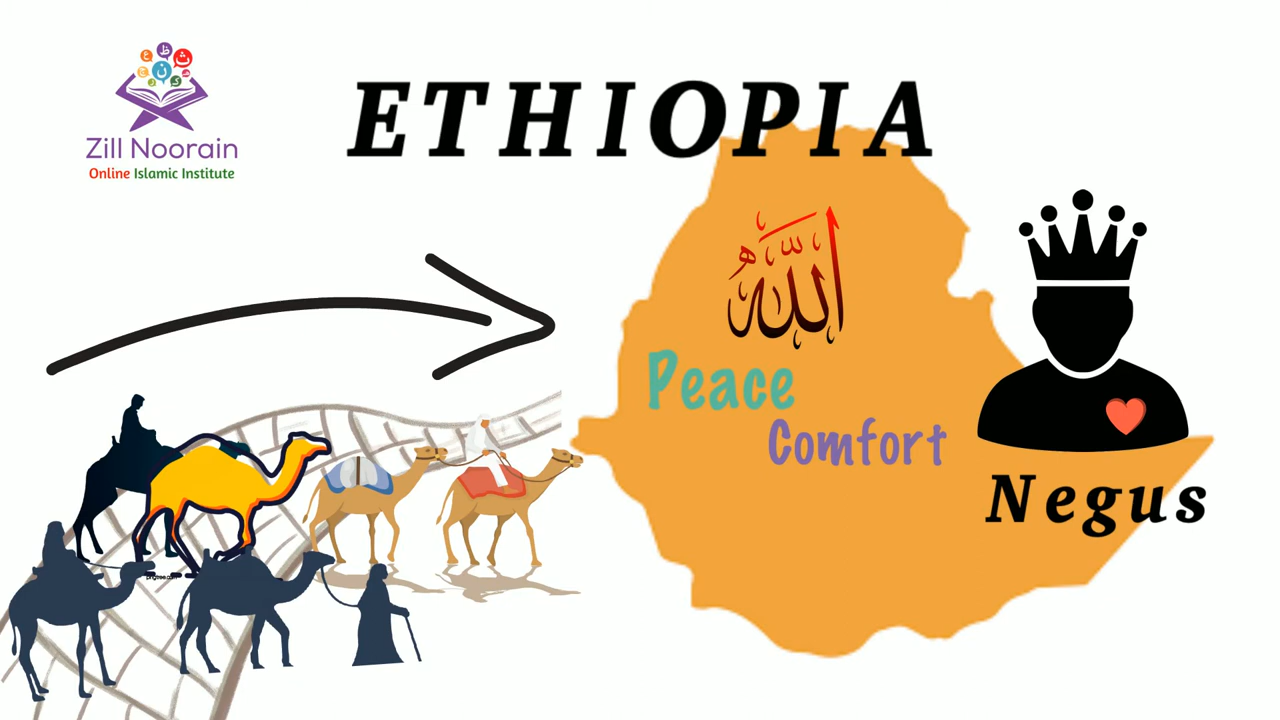 Zill Noorain
Online Islamic Institute
ETHIOPIA
الله
Peace
Comfort
Negus